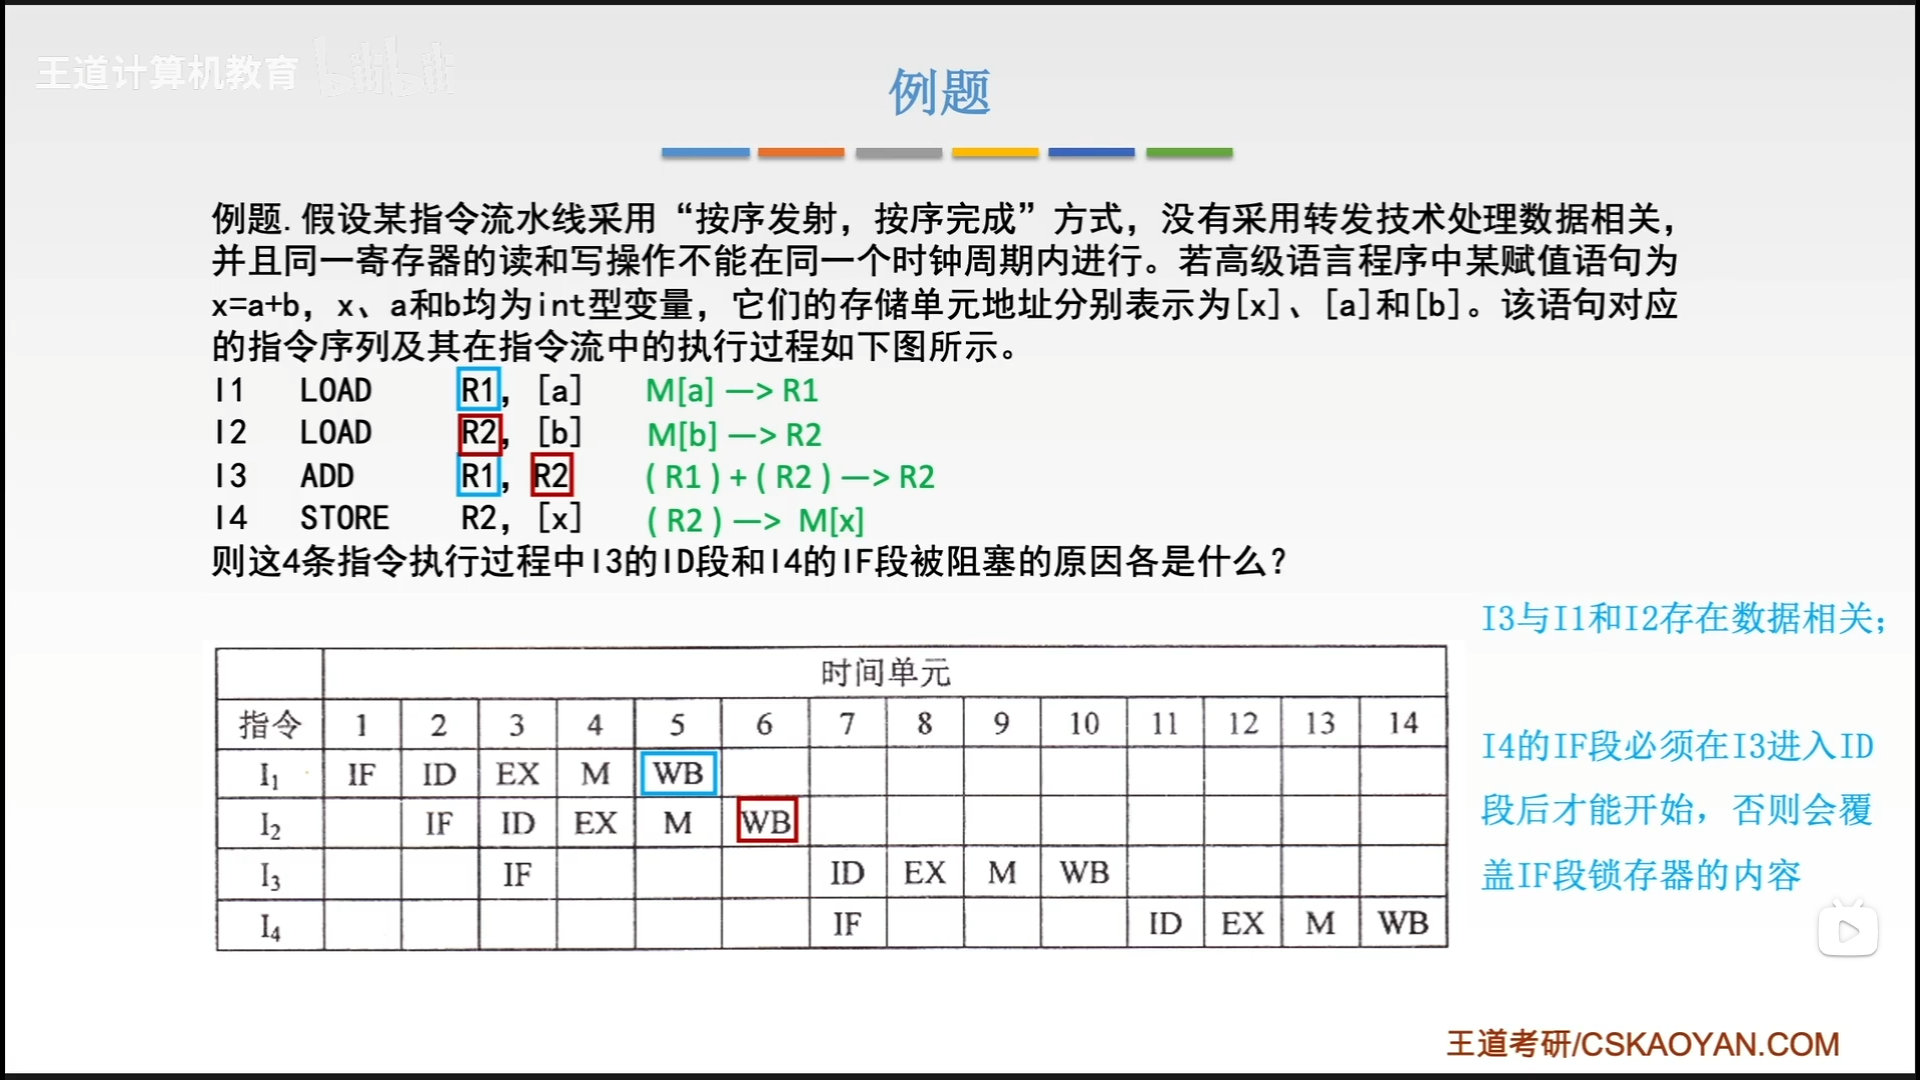 王道计算机教育 bilibili
例题
例题.假设某指令流水线采用“按序发射，按序完成”方式，没有采用转发技术处理数据相关，
并且同一寄存器的读和写操作不能在同一个时钟周期内进行。若高级语言程序中某赋值语句为
x=a+b，x、a和b均为int型变量，它们的存储单元地址分别表示为[x]、[a]和[b]。该语句对应
的指令序列及其在指令流中的执行过程如下图所示。
I1 LOAD R1，[a] M[a] —> R1
I2 LOAD R2，[b] M[b] —> R2
I3 ADD R1，R2 ( R1 ) + ( R2 ) —> R2
I4 STORE R2，[x] ( R2 ) —> M[x]
则这4条指令执行过程中I3的ID段和I4的IF段被阻塞的原因各是什么？
I3与I1和I2存在数据相关；
时间单元
指令 1 2 3 4 5 6 7 8 9 10 11 12 13 14
I₁ IF ID EX M WB
I₂ IF ID EX M WB
I₃ IF ID EX M WB
I₄ IF ID EX M WB
I4的IF段必须在I3进入ID
段后才能开始，否则会覆
盖IF段锁存器的内容
王道考研/CSKAOYAN.COM